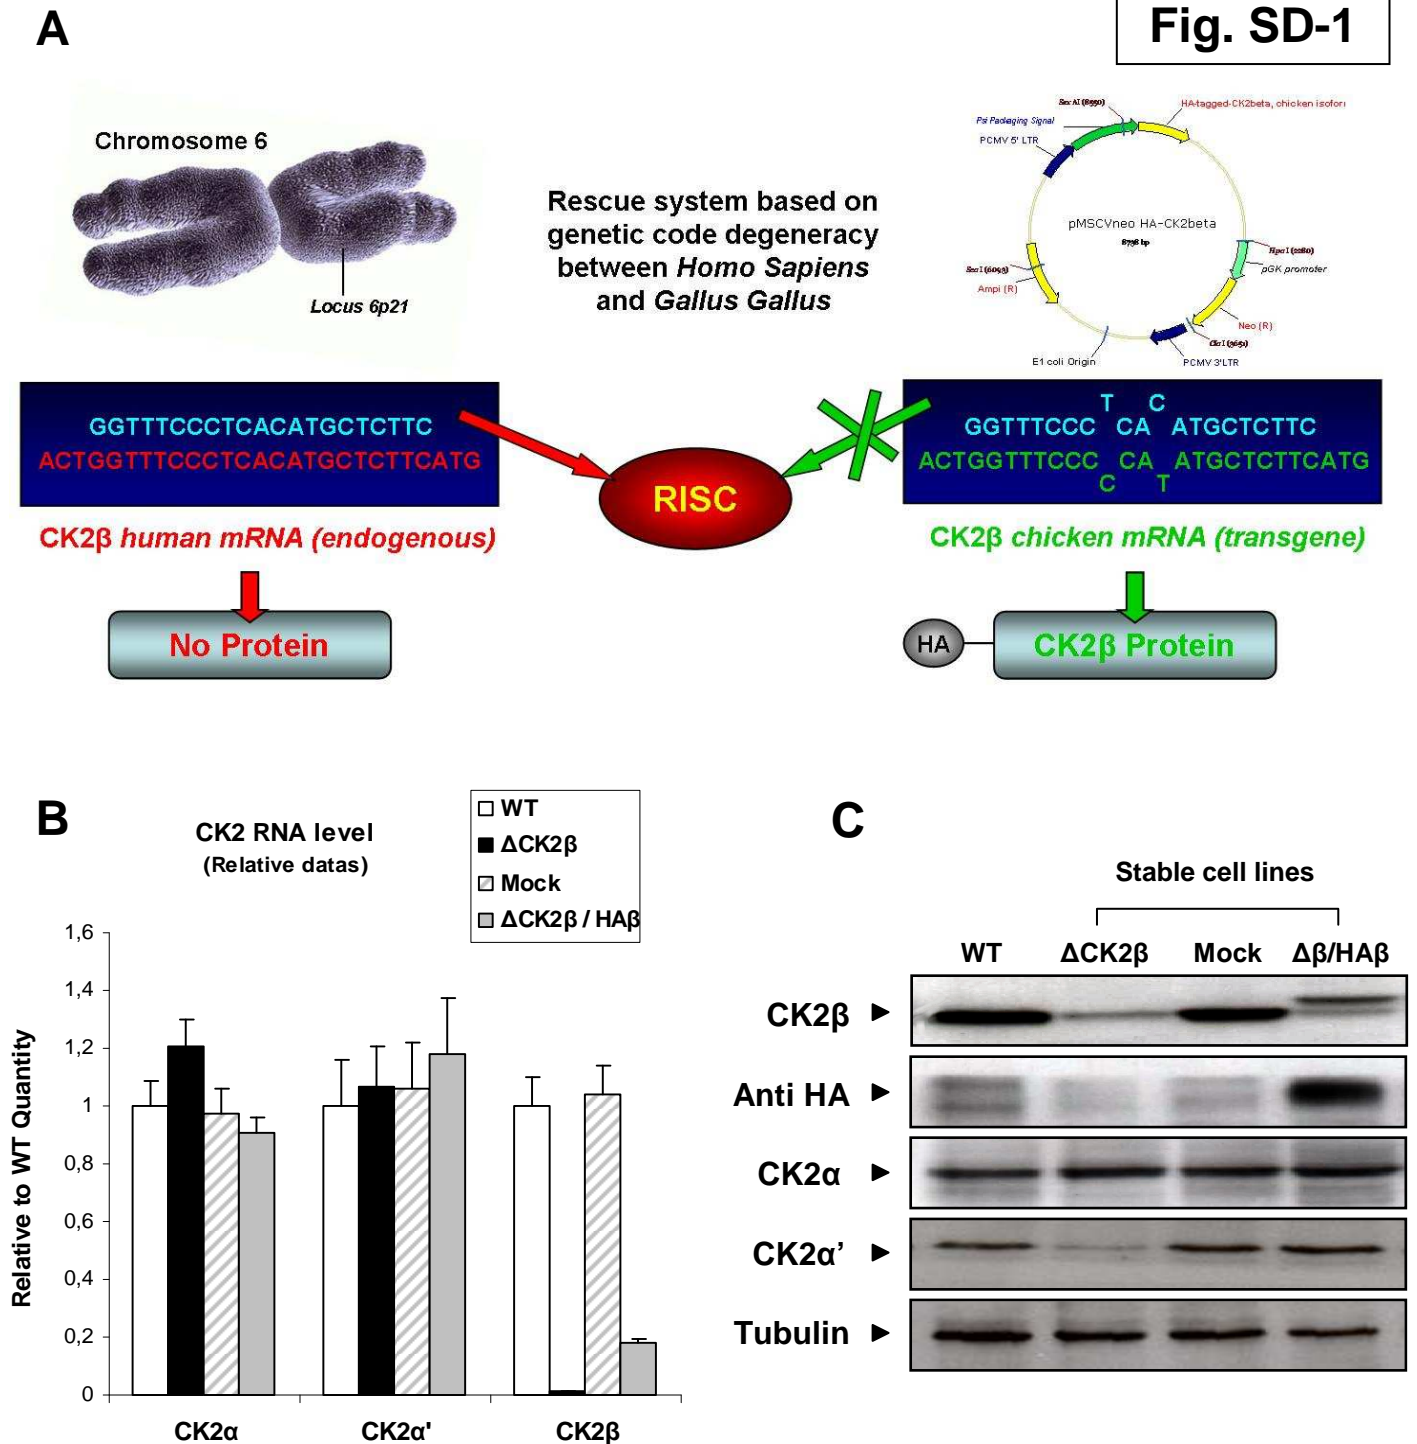 Fig. SD-1
A
Chromosome 6
Locus 6p21
Rescue system based on
genetic code degeneracy
between Homo Sapiens
and Gallus Gallus
HA-tagged-CK2beta, chicken isofor
Psi Packaging Signal
PCMV 5' LTR
pMSCVneo HA-CK2beta
8738 bp
HpaI (2280)
pGK promoter
Ampi (R)
Neo (R)
E1 coli Origin
PCMV 3'LTR
GGTTTCCCTCACATGCTCTTC
ACTGGTTTCCCTCACATGCTCTTCATG
CK2β human mRNA (endogenous)
No Protein
RISC
T C
GGTTTCCC CA ATGCTCTTC
ACTGGTTTCCC CA ATGCTCTTCATG
C T
CK2β chicken mRNA (transgene)
HA
CK2β Protein
B
CK2 RNA level
(Relative datas)
WT
ΔCK2β
Mock
ΔCK2β / HAβ
Relative to WT Quantity
1,6
1,4
1,2
1
0,8
0,6
0,4
0,2
0
CK2α
CK2α'
CK2β
C
Stable cell lines
WT ΔCK2β Mock Δβ/HAβ
CK2β
Anti HA
CK2α
CK2α’
Tubulin